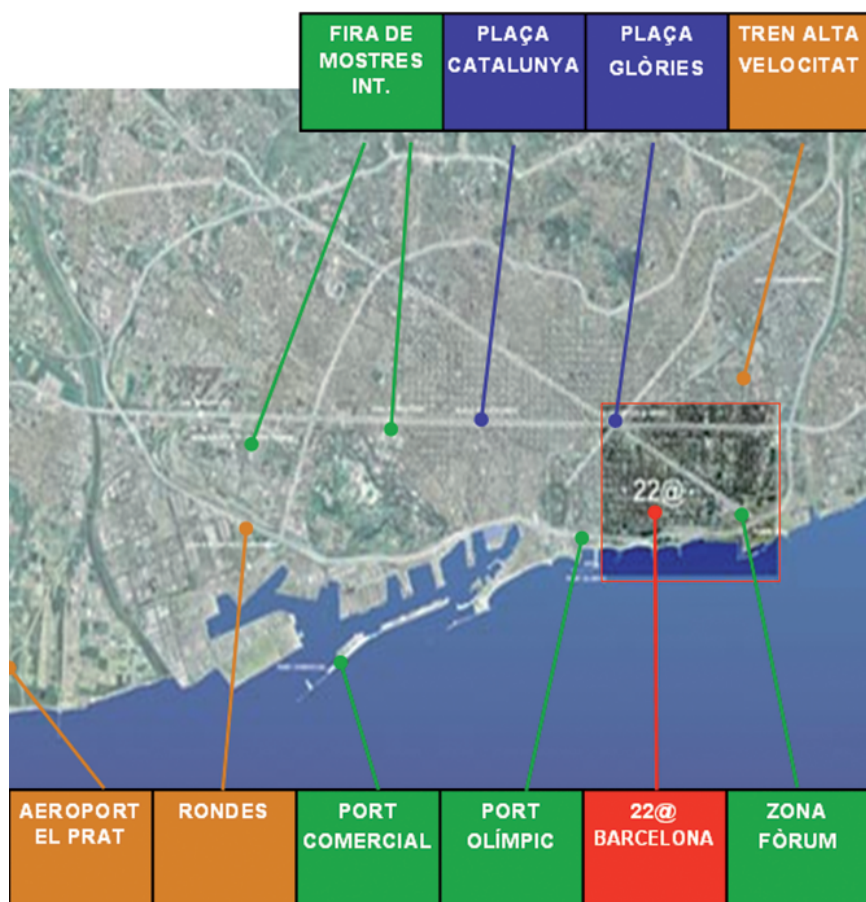 FIRA DE
MOSTRES
INT.
PLAÇA
CATALUNYA
PLAÇA
GLÒRIES
TREN ALTA
VELOCITAT
22@
AEROPORT
EL PRAT
RONDES
PORT
COMERCIAL
PORT
OLÍMPIC
22@
BARCELONA
ZONA
FÒRUM